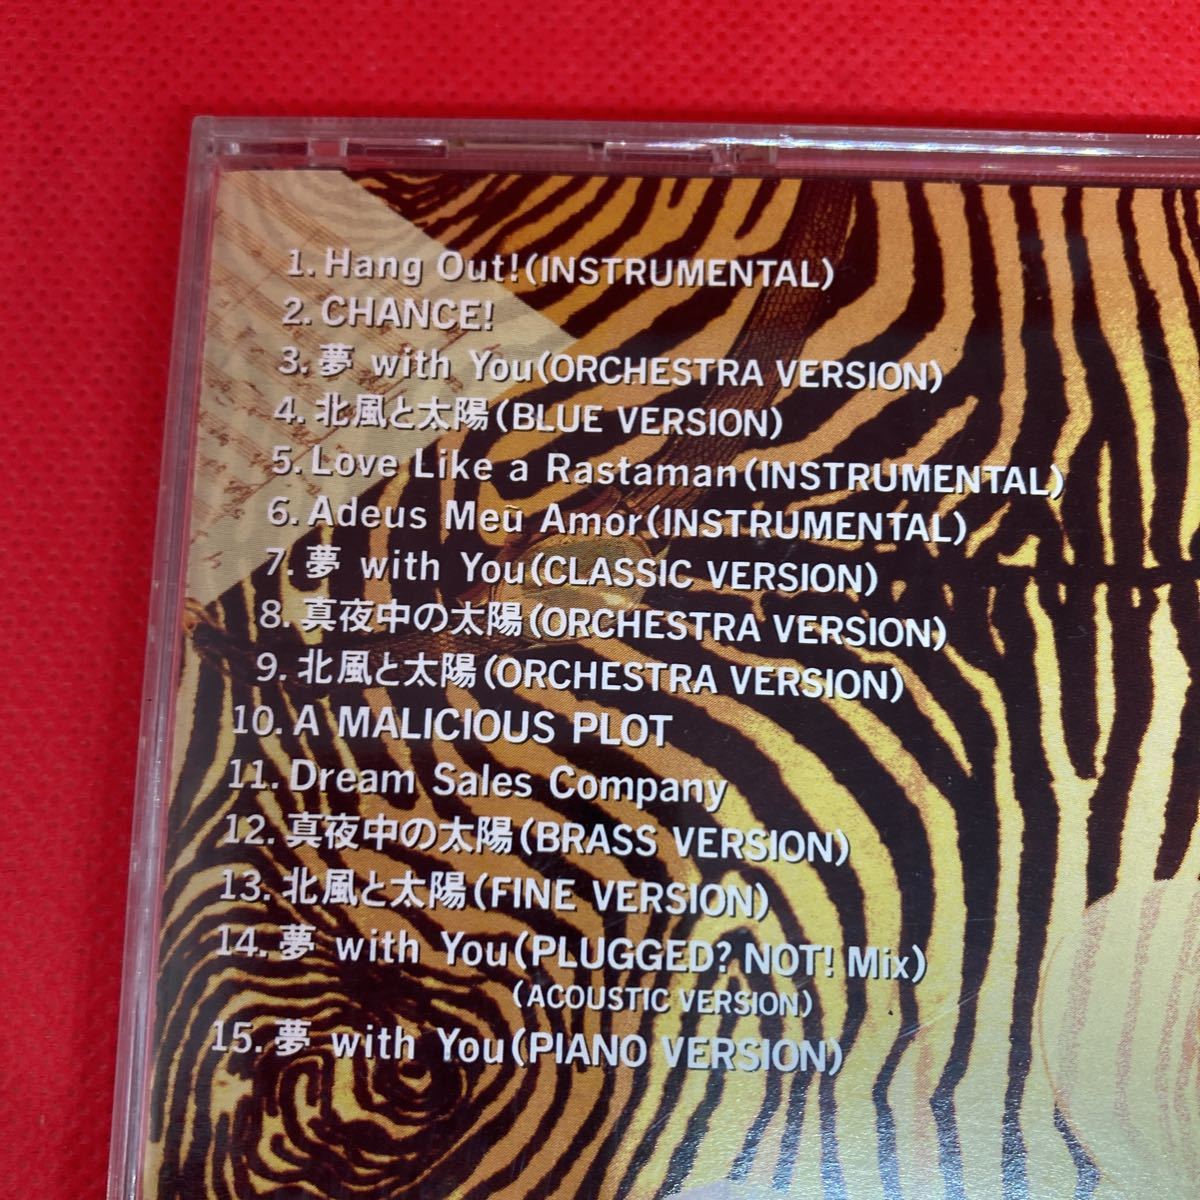 1. Hang Out!(INSTRUMENTAL)
2. CHANCE!
3. 夢 with You(ORCHESTRA VERSION)
4. 北風と太陽(BLUE VERSION)
5. Love Like a Rastaman(INSTRUMENTAL)
6. Adeus Meũ Amor(INSTRUMENTAL)
7. 夢 with You(CLASSIC VERSION)
8. 真夜中の太陽(ORCHESTRA VERSION)
9. 北風と太陽(ORCHESTRA VERSION)
10. A MALICIOUS PLOT
11. Dream Sales Company
12. 真夜中の太陽(BRASS VERSION)
13. 北風と太陽(FINE VERSION)
14. 夢 with You(PLUGGED? NOT! Mix)
(ACOUSTIC VERSION)
15. 夢 with You(PIANO VERSION)